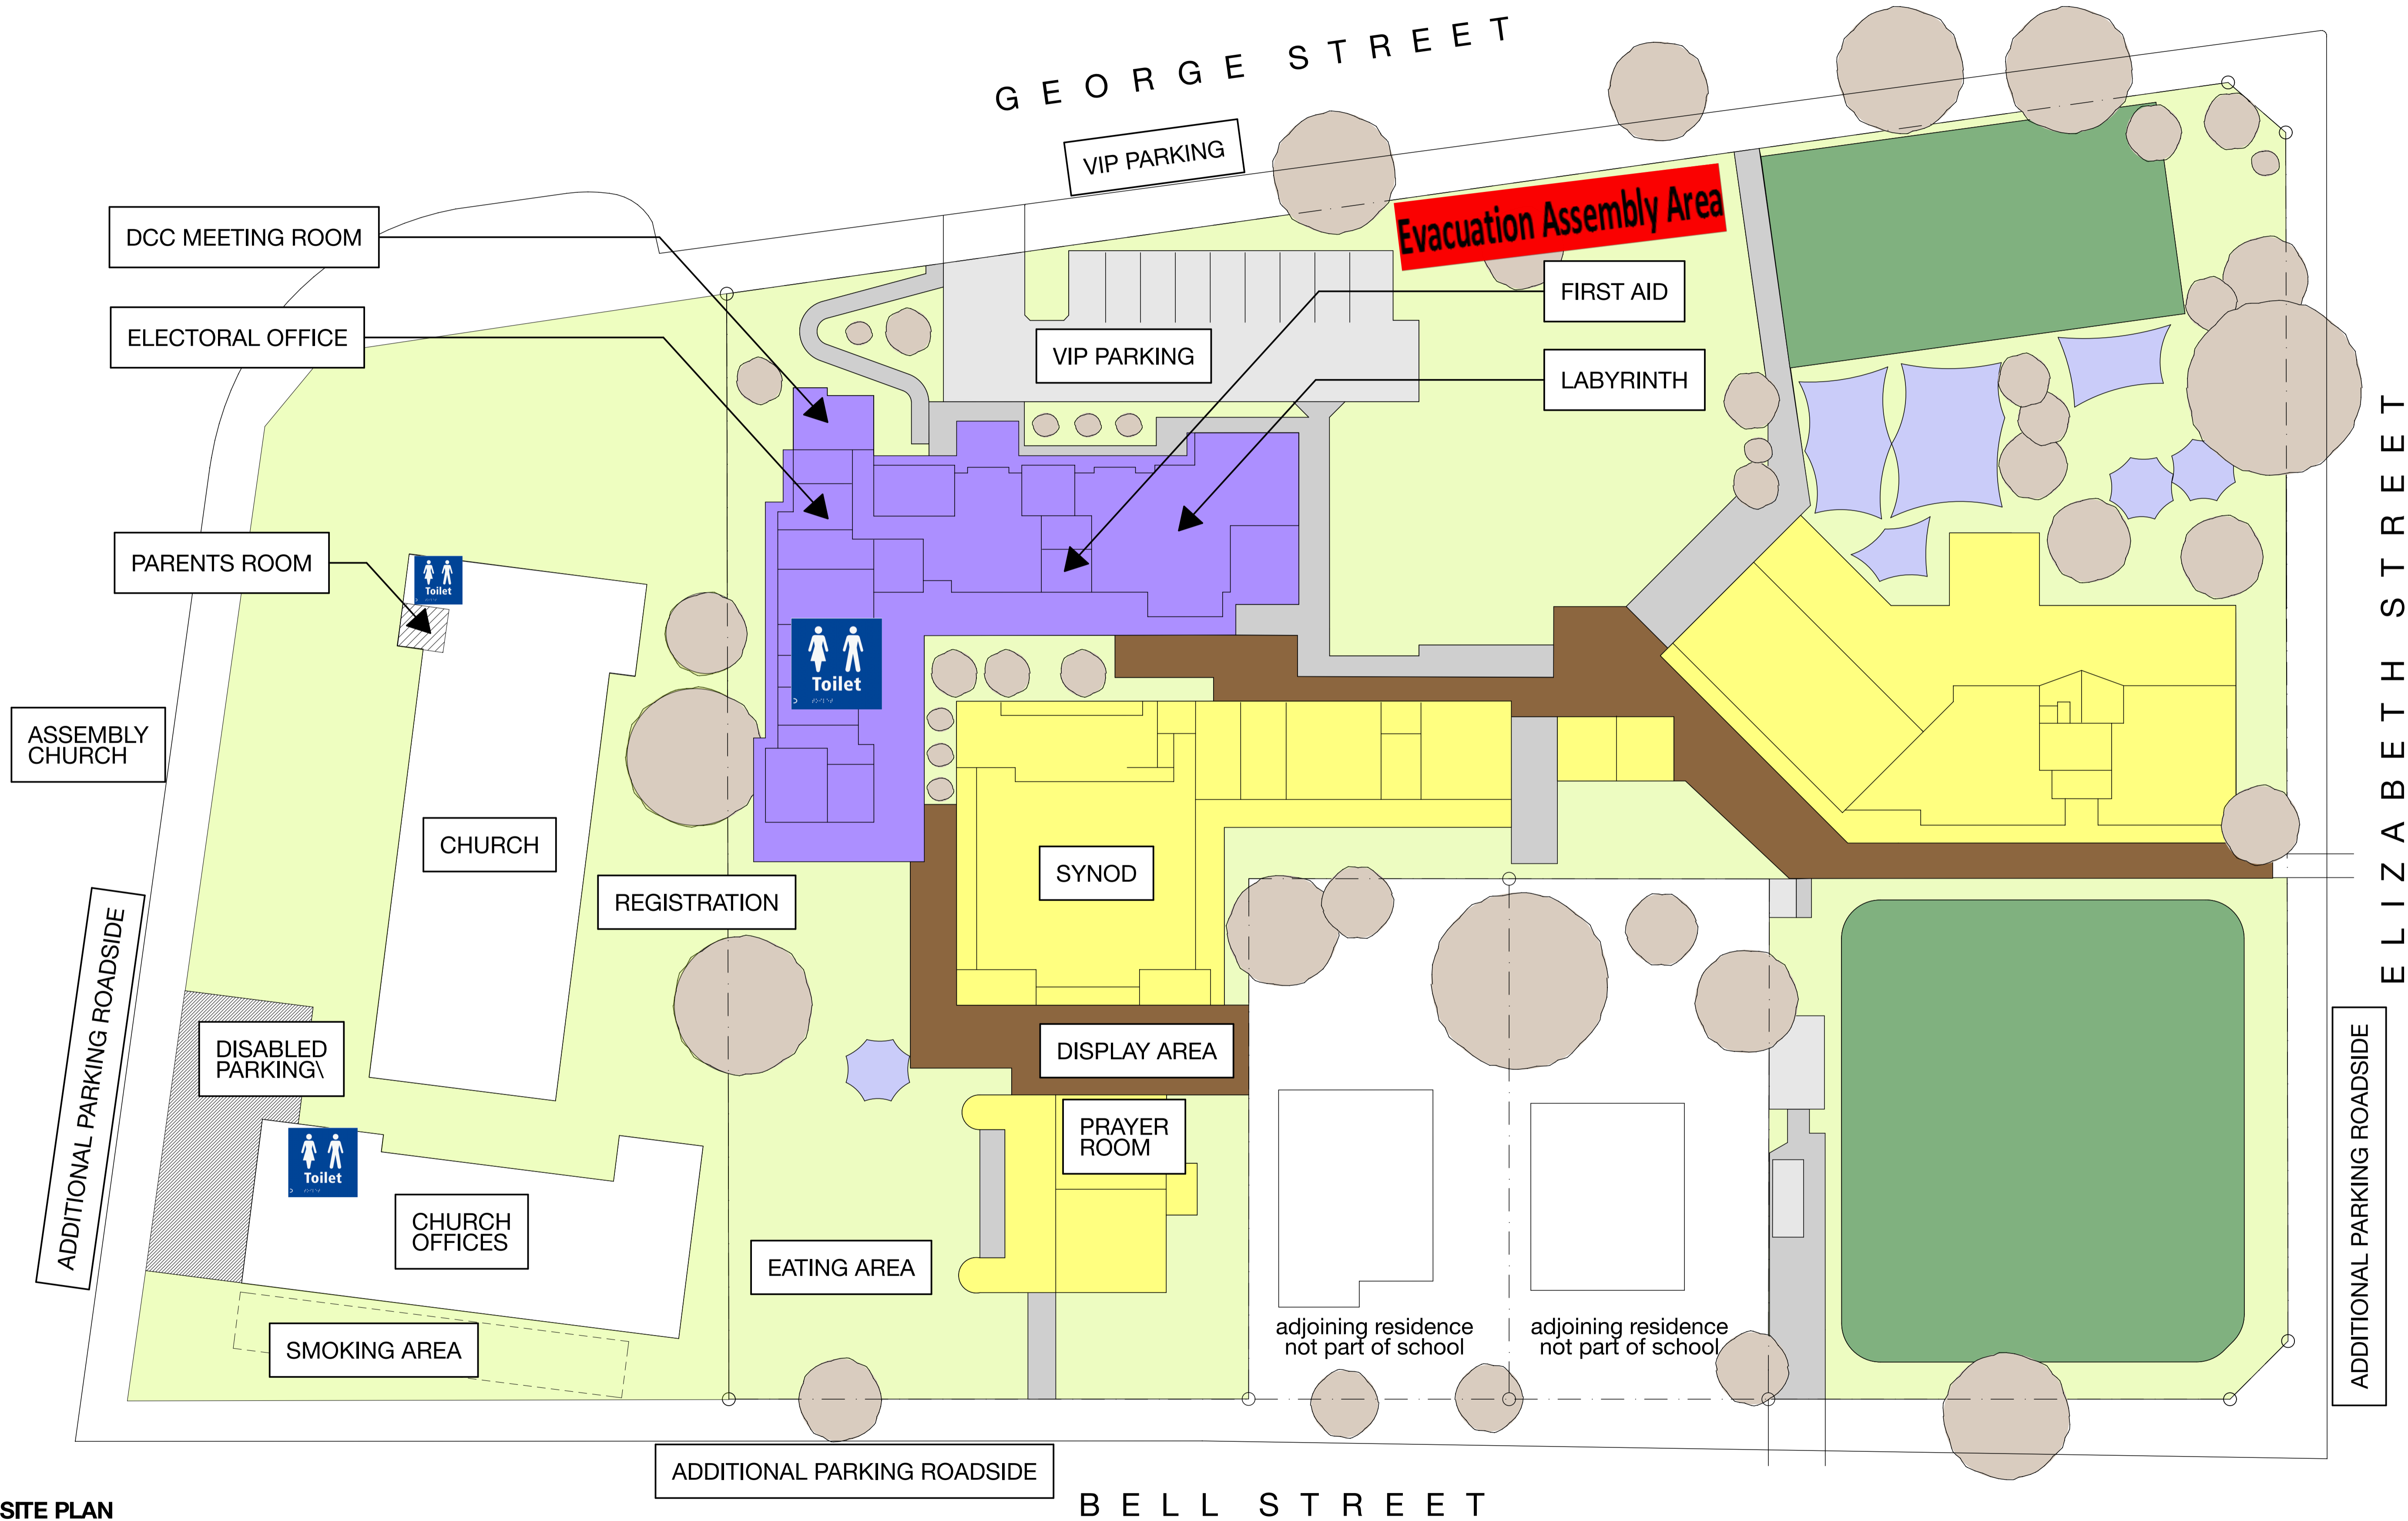 GEORGE STREET
VIP PARKING
Evacuation Assembly Area
DCC MEETING ROOM
FIRST AID
ELECTORAL OFFICE
VIP PARKING
LABYRINTH
PARENTS ROOM
Toilet
Toilet
ELIZABETH STREET
ASSEMBLY
CHURCH
CHURCH
SYNOD
REGISTRATION
ADDITIONAL PARKING ROADSIDE
DISABLED
PARKING\
DISPLAY AREA
PRAYER
ROOM
Toilet
CHURCH
OFFICES
EATING AREA
ADDITIONAL PARKING ROADSIDE
adjoining residence
not part of school
adjoining residence
not part of school
SMOKING AREA
ADDITIONAL PARKING ROADSIDE
BELL STREET
SITE PLAN